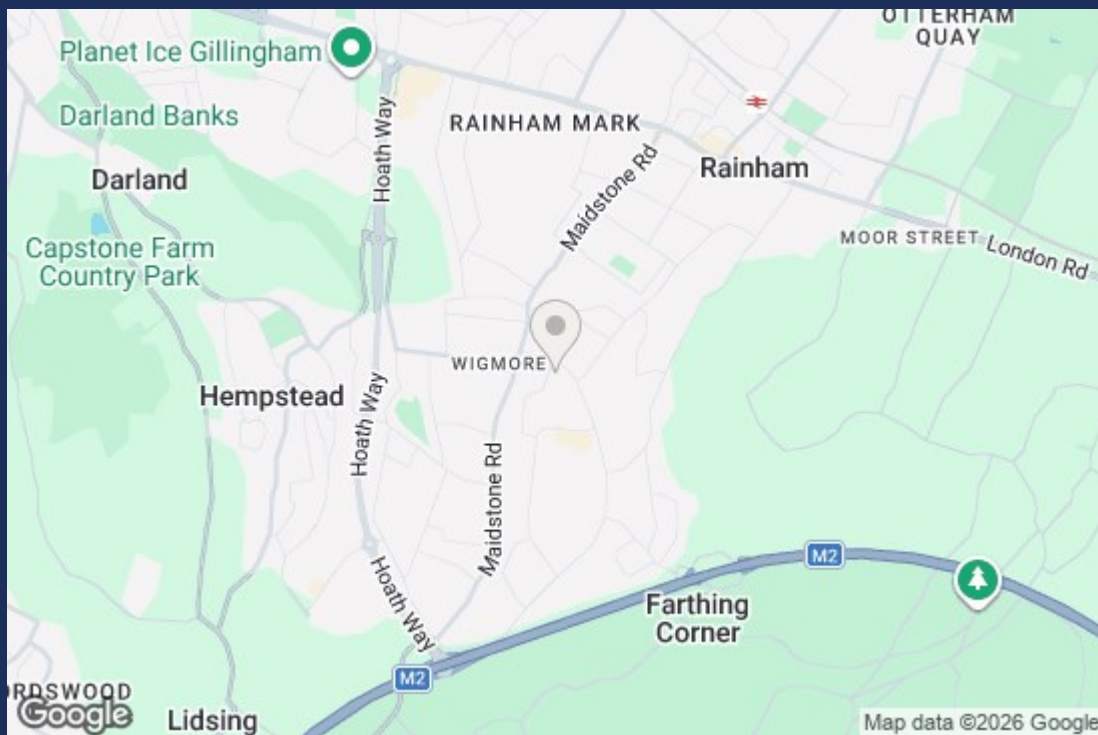 OTTERHAM
QUAY
Planet Ice Gillingham
Darland Banks
RAINHAM MARK
Hoath Way
Maidstone Rd
Rainham
Darland
Capstone Farm
Country Park
MOOR STREET
London Rd
WIGMORE
Hempstead
Hoath Way
Maidstone Rd
M2
Hoath Way
Farthing
Corner
M2
ORDSWOOD
Google
Lidsing
Map data ©2026 Google